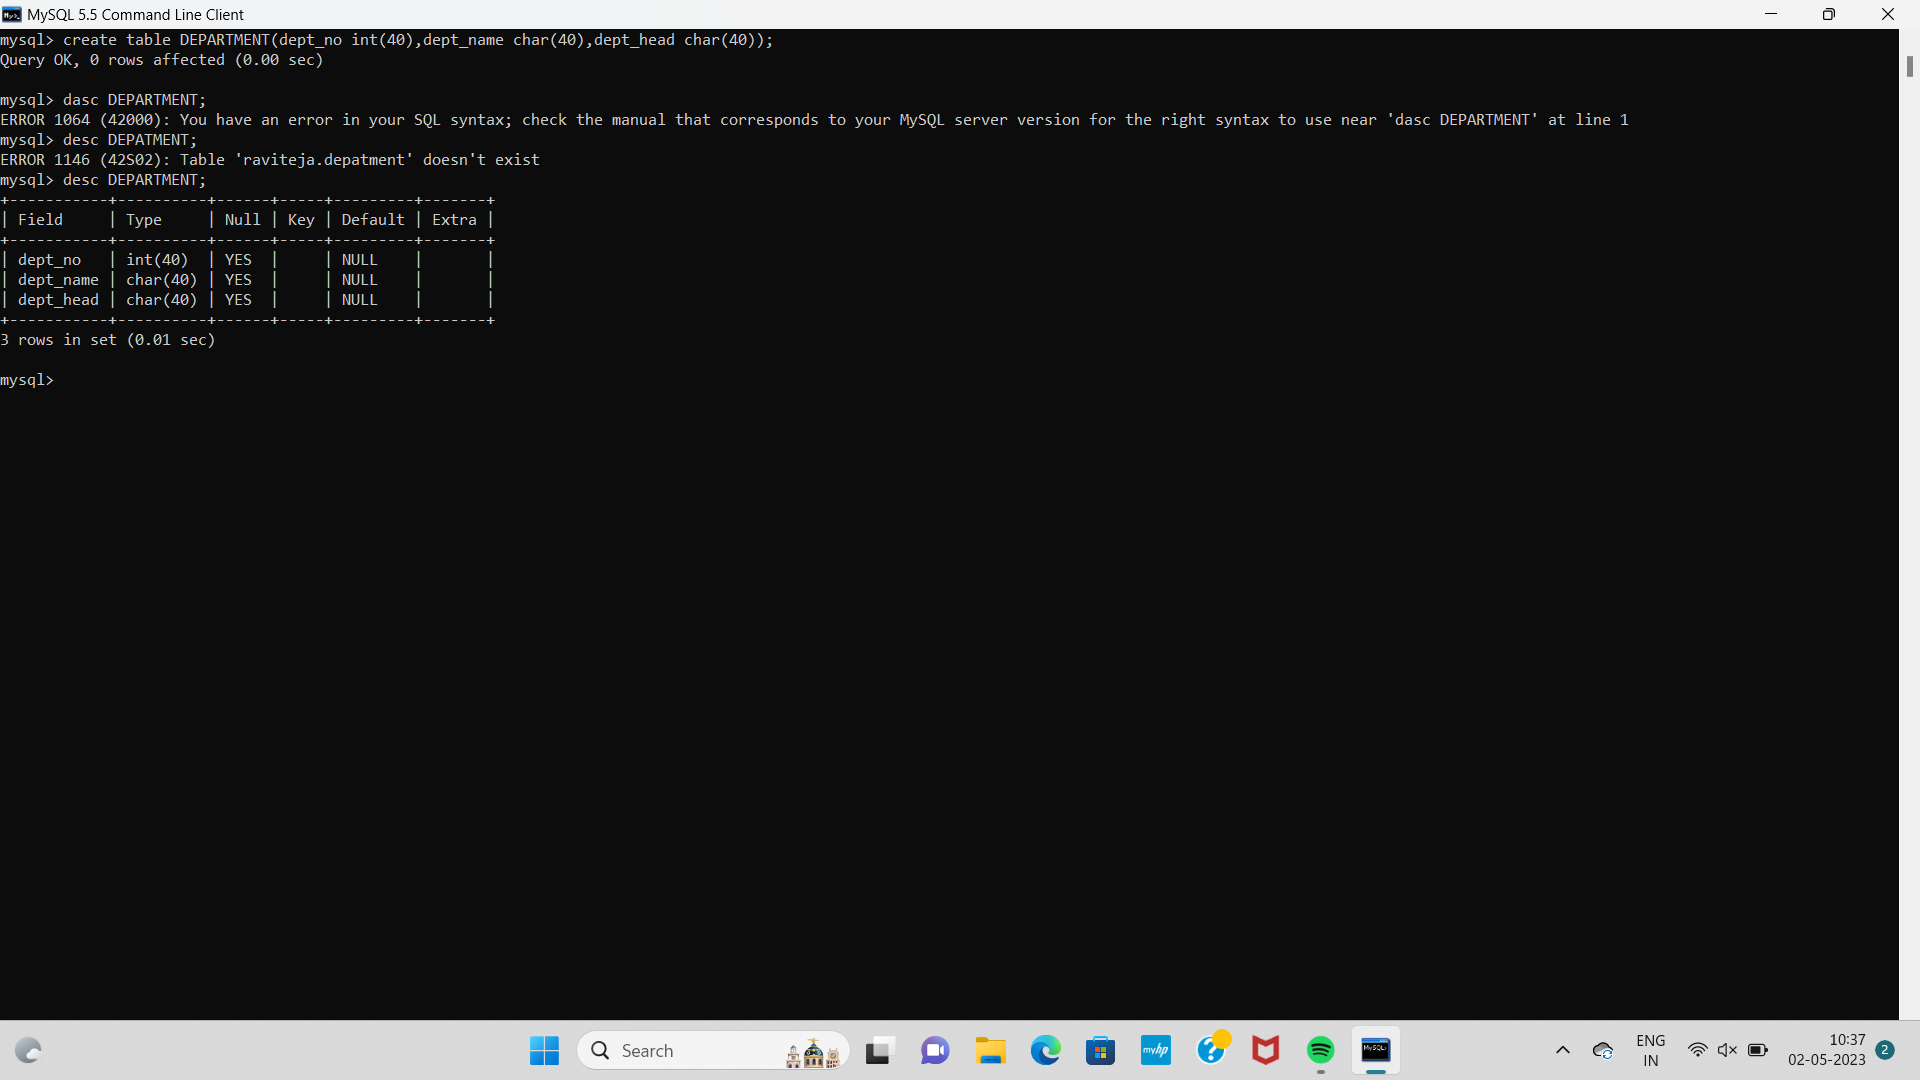 MySQL 5.5 Command Line Client
mysql> create table DEPARTMENT(dept_no int(40),dept_name char(40),dept_head char(40));
Query OK, 0 rows affected (0.00 sec)
mysql> dasc DEPARTMENT;
ERROR 1064 (42000): You have an error in your SQL syntax; check the manual that corresponds to your MySQL server version for the right syntax to use near 'dasc DEPARTMENT' at line 1
mysql> desc DEPATMENT;
ERROR 1146 (42S02): Table 'raviteja.depatment' doesn't exist
mysql> desc DEPARTMENT;
+-----------+----------+------+-----+---------+-------+
| Field     | Type     | Null | Key | Default | Extra |
+-----------+----------+------+-----+---------+-------+
| dept_no   | int(40)  | YES  |     | NULL    |       |
| dept_name | char(40) | YES  |     | NULL    |       |
| dept_head | char(40) | YES  |     | NULL    |       |
+-----------+----------+------+-----+---------+-------+
3 rows in set (0.01 sec)
mysql>
Search
myhp
MySQL
ENG
IN
10:37
02-05-2023
2